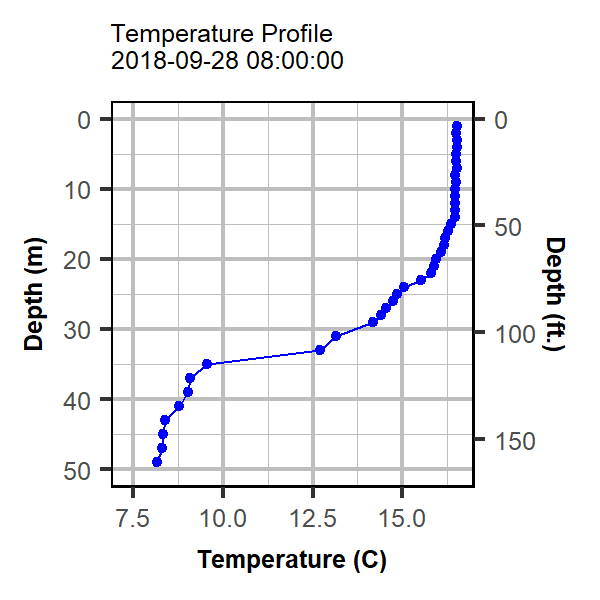 Temperature Profile
2018-09-28 08:00:00
0
10
20
30
40
50
Depth (m)
0
50
100
150
Depth (ft.)
7.5 10.0 12.5 15.0
Temperature (C)